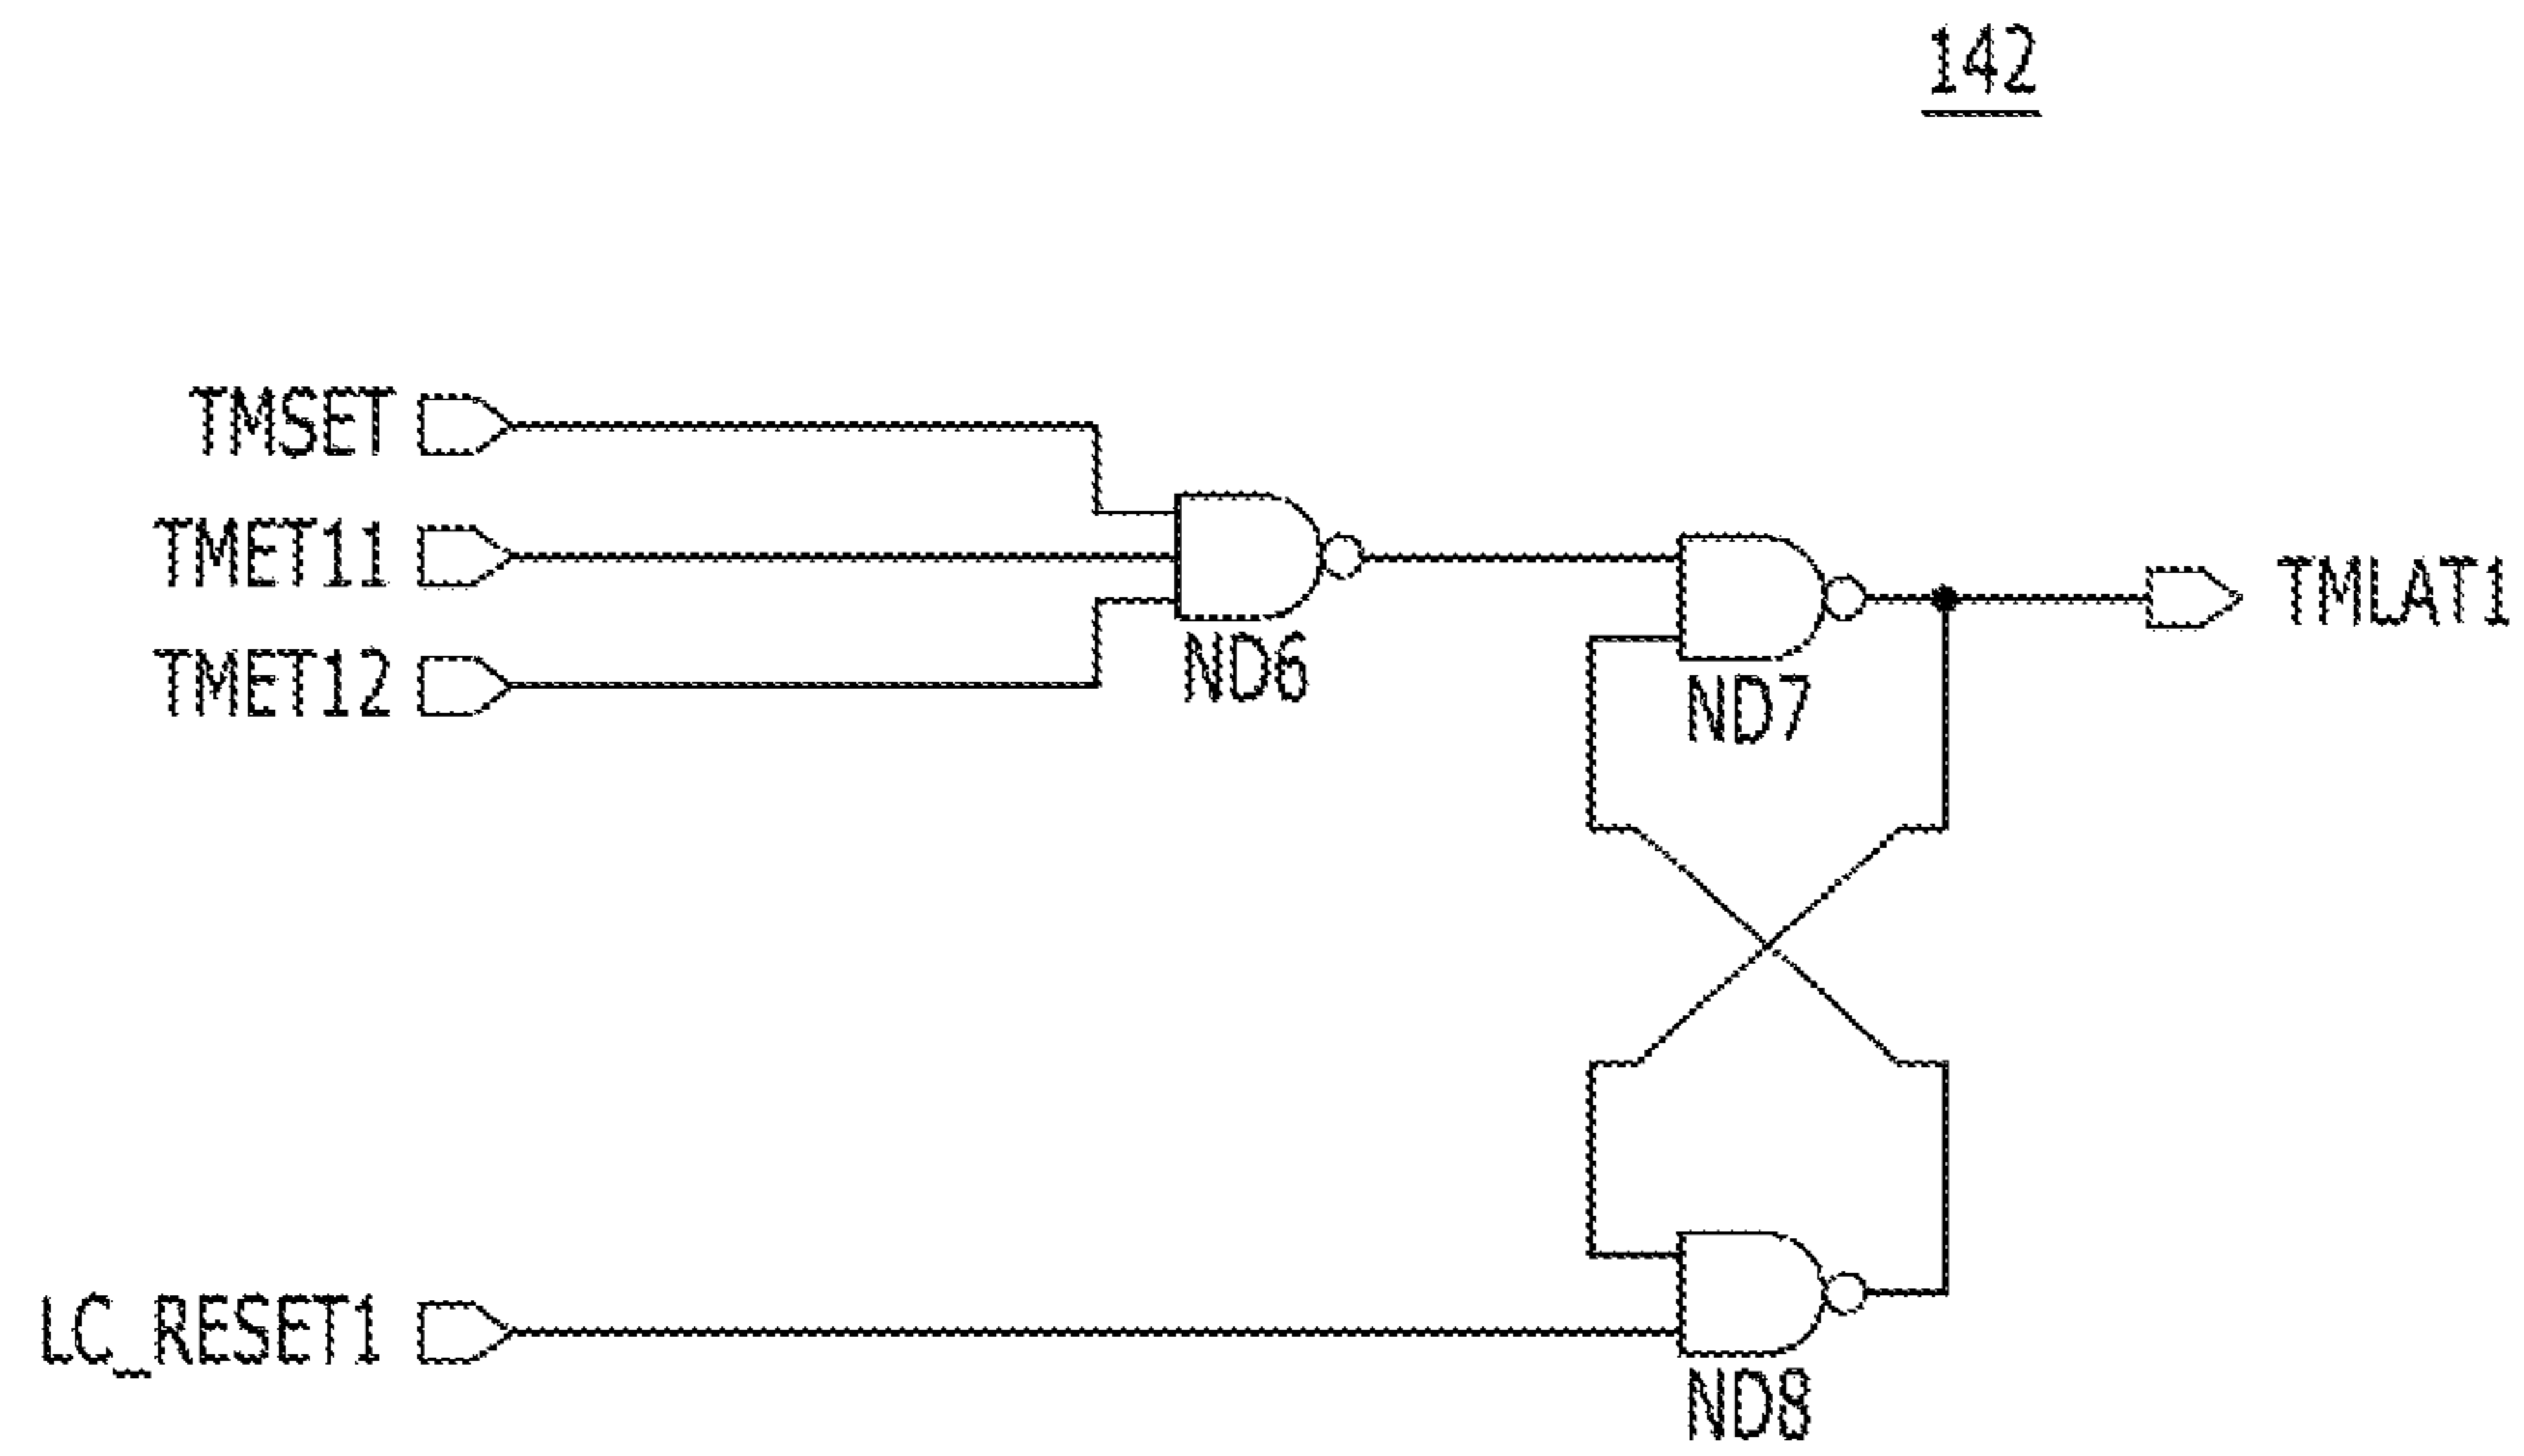 142
TMSET
TMET11
TMET12
ND6
ND7
TMLAT1
LC_RESET1
ND8